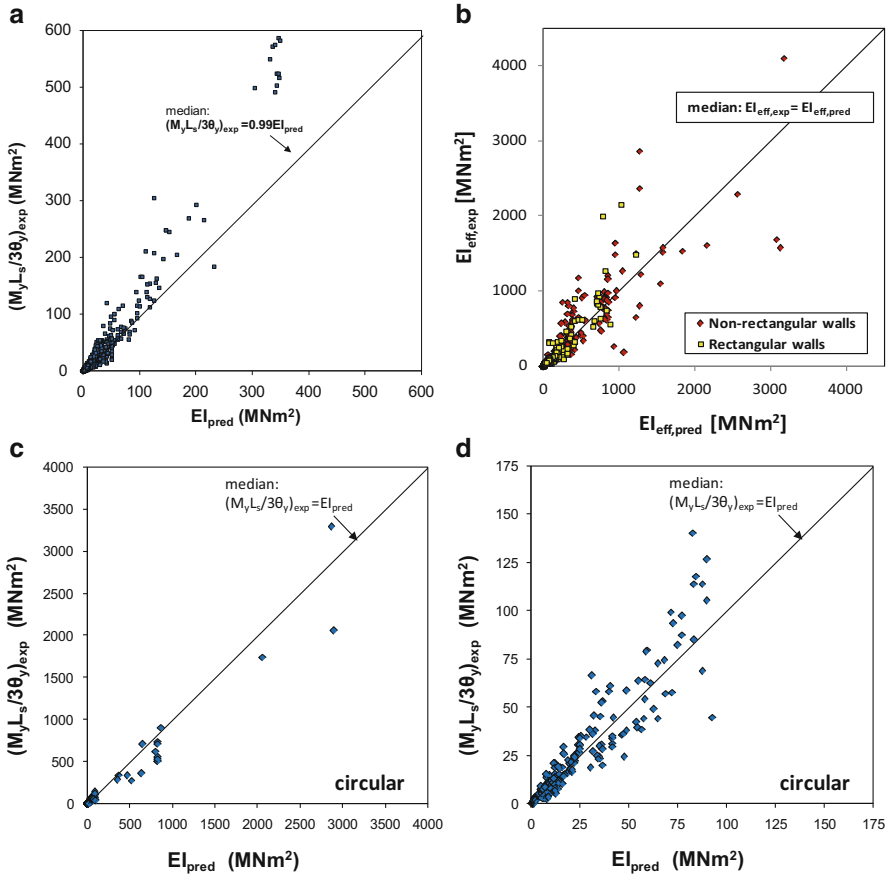 a
600
500
400
300
200
100
0
0
100
200
300
400
500
600
(MyLs/3θy)exp (MNm²)
EIpred (MNm²)
median:
(MyLs/3θy)exp =0.99EIpred
b
4000
3000
2000
1000
0
0
1000
2000
3000
4000
EIeff,exp [MNm²]
EIeff,pred [MNm²]
median: EIeff,exp= EIeff,pred
Non-rectangular walls
Rectangular walls
c
4000
3500
3000
2500
2000
1500
1000
500
0
0
500
1000
1500
2000
2500
3000
3500
4000
(MyLs/3θy)exp (MNm²)
EIpred (MNm²)
median:
(MyLs/3θy)exp=EIpred
circular
d
175
150
125
100
75
50
25
0
0
25
50
75
100
125
150
175
(MyLs/3θy)exp (MNm²)
EIpred (MNm²)
median:
(MyLs/3θy)exp=EIpred
circular